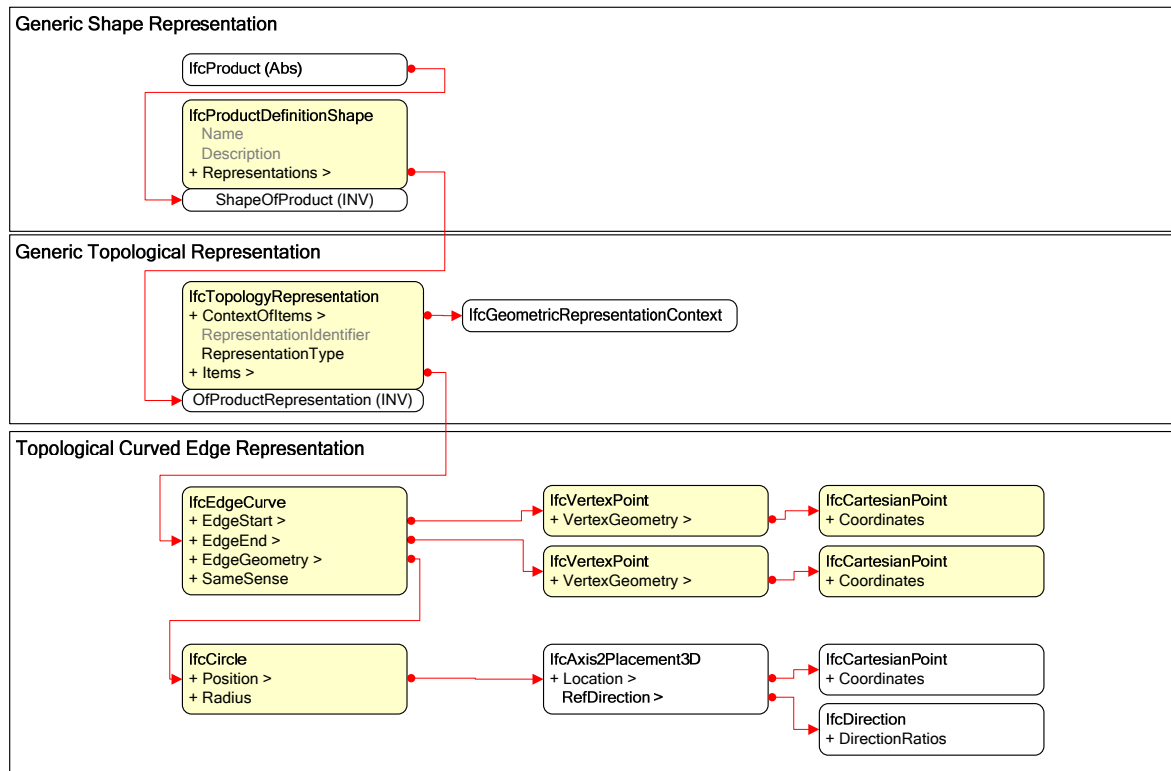 Generic Shape Representation
IfcProduct (Abs)
IfcProductDefinitionShape
Name
Description
+ Representations >
ShapeOfProduct (INV)
Generic Topological Representation
IfcTopologyRepresentation
+ ContextOfItems >
RepresentationIdentifier
RepresentationType
+ Items >
OfProductRepresentation (INV)
IfcGeometricRepresentationContext
Topological Curved Edge Representation
IfcEdgeCurve
+ EdgeStart >
+ EdgeEnd >
+ EdgeGeometry >
+ SameSense
IfcVertexPoint
+ VertexGeometry >
IfcCartesianPoint
+ Coordinates
IfcVertexPoint
+ VertexGeometry >
IfcCartesianPoint
+ Coordinates
IfcCircle
+ Position >
+ Radius
IfcAxis2Placement3D
+ Location >
RefDirection >
IfcCartesianPoint
+ Coordinates
IfcDirection
+ DirectionRatios